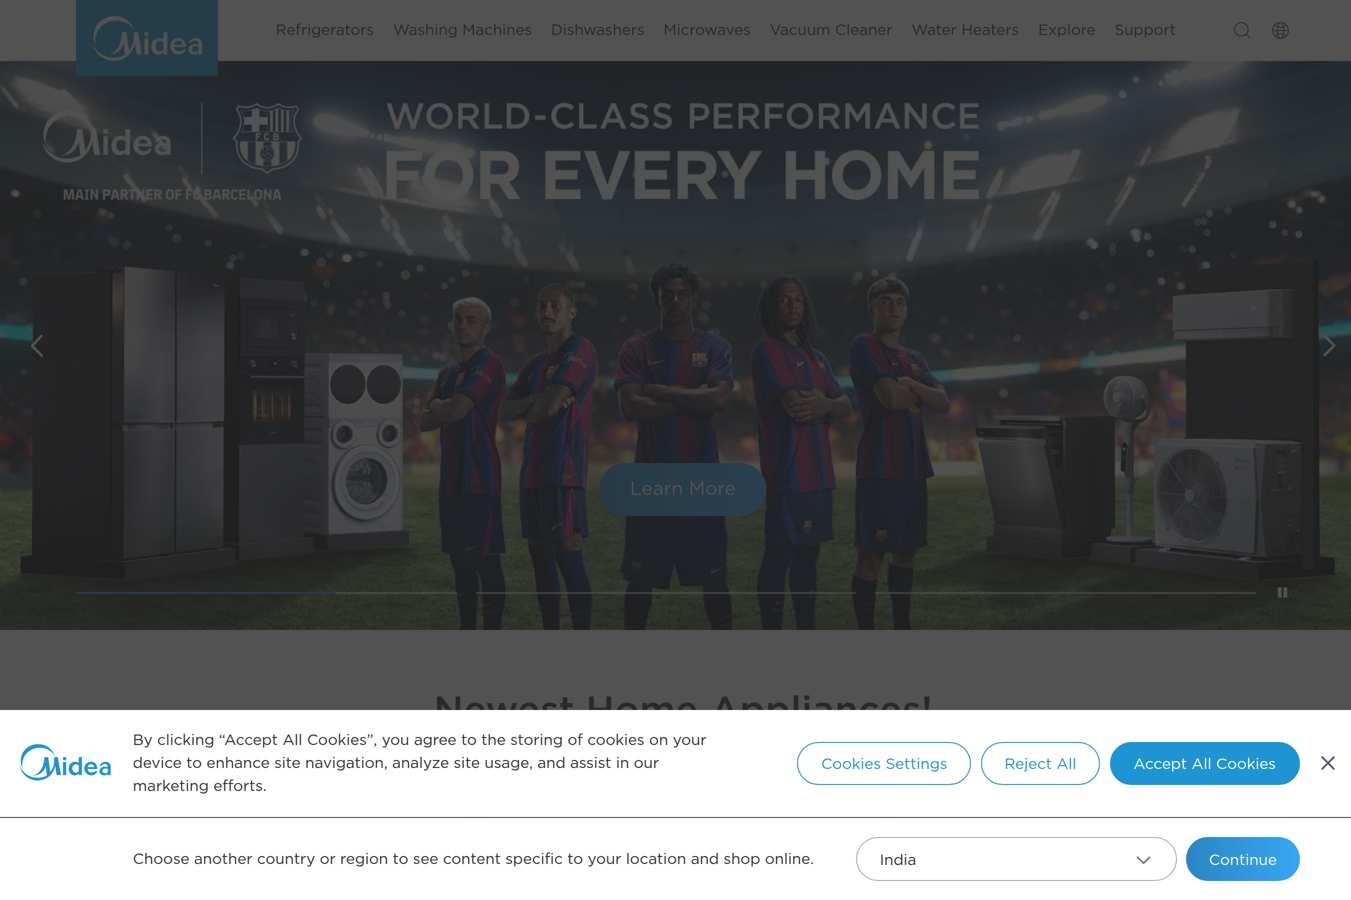 Midea
Refrigerators
Washing Machines
Dishwashers
Microwaves
Vacuum Cleaner
Water Heaters
Explore
Support
Midea
FCB
MAIN PARTNER OF FC BARCELONA
WORLD-CLASS PERFORMANCE
FOR EVERY HOME
Learn More
Newest Home Appliances!
Midea
By clicking “Accept All Cookies”, you agree to the storing of cookies on your
device to enhance site navigation, analyze site usage, and assist in our
marketing efforts.
Cookies Settings
Reject All
Accept All Cookies
Choose another country or region to see content specific to your location and shop online.
India
Continue